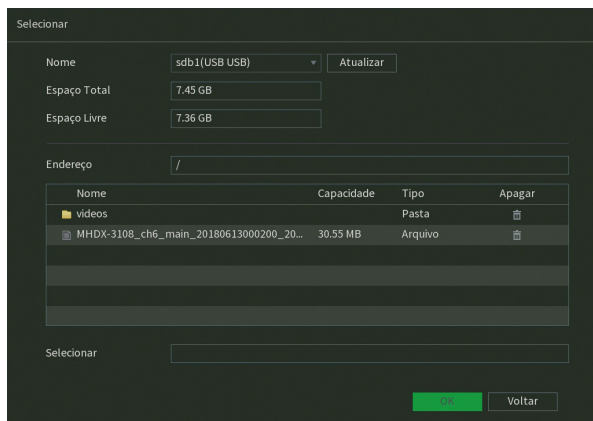 Selecionar
Nome sdb1(USB USB) Atualizar
Espaço Total 7.45 GB
Espaço Livre 7.36 GB
Endereço /
Nome Capacidade Tipo Apagar
videos Pasta
MHDX-3108_ch6_main_20180613000200_20... 30.55 MB Arquivo
Selecionar
OK Voltar